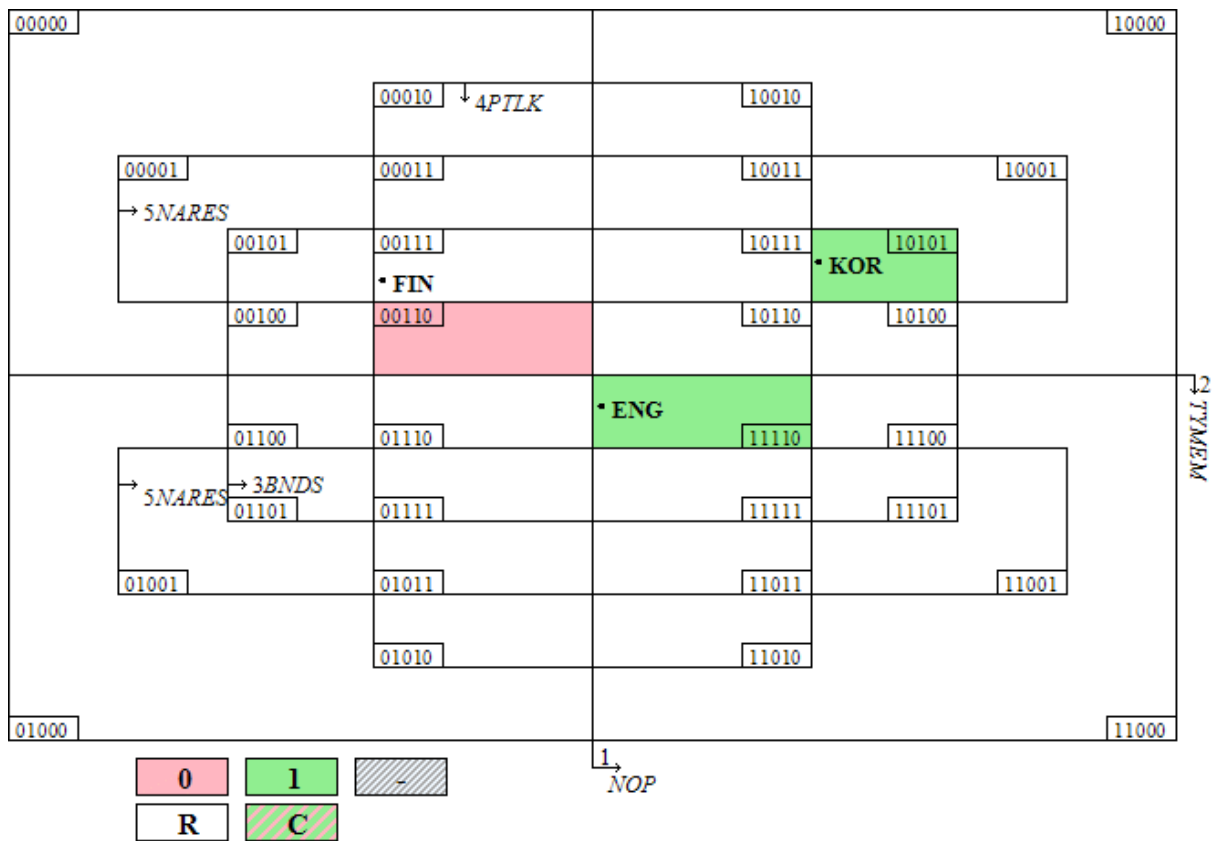 00000 10000
00010 4PTLK 10010
00001 00011 10011 10001
5NARES
00101 00111 10111 10101
KOR
FIN
00100 00110 10110 10100
2
TYMEM
ENG
01100 01110 11110 11100
5NARES 3BNDS
01101 01111 11111 11101
01001 01011 11011 11001
01010 11010
01000 11000
1
NOP
0 1 -
R C